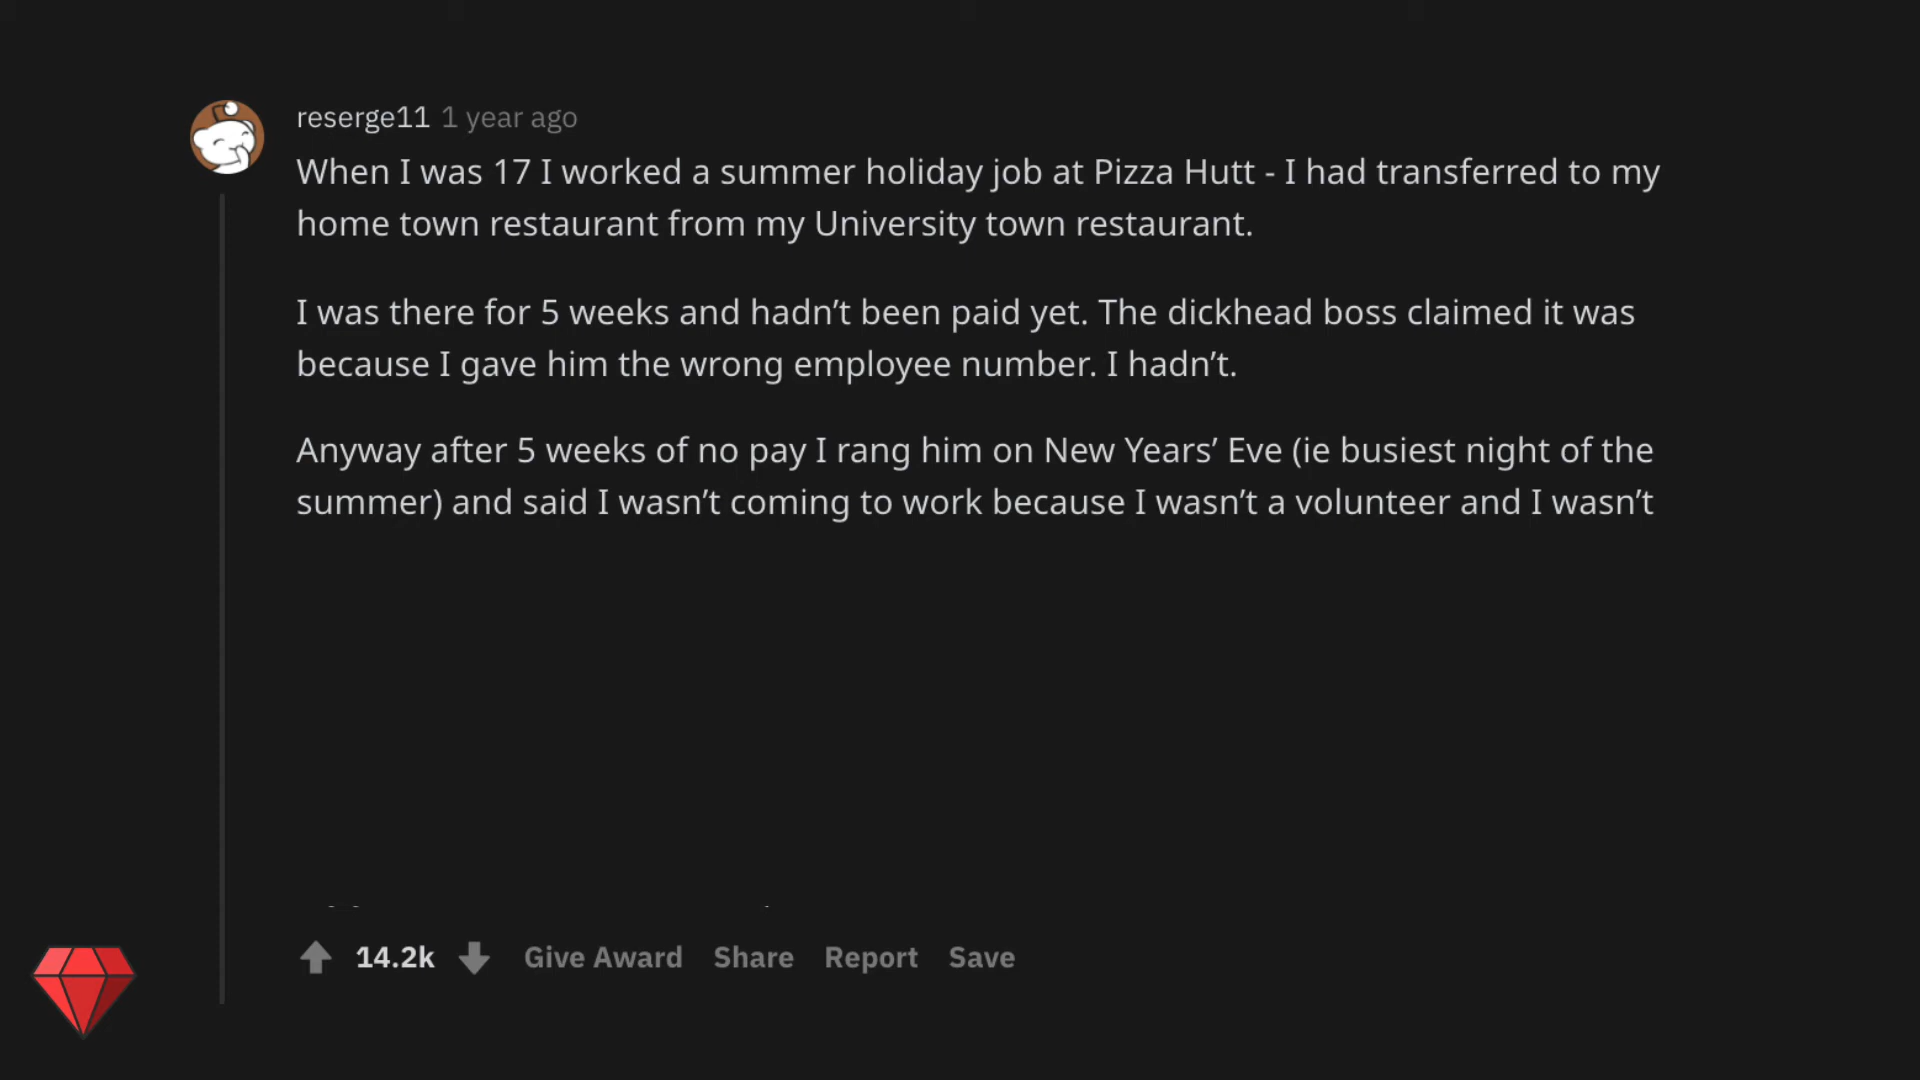 reserge11 1 year ago
When I was 17 I worked a summer holiday job at Pizza Hutt - I had transferred to my
home town restaurant from my University town restaurant.
I was there for 5 weeks and hadn’t been paid yet. The dickhead boss claimed it was
because I gave him the wrong employee number. I hadn’t.
Anyway after 5 weeks of no pay I rang him on New Years’ Eve (ie busiest night of the
summer) and said I wasn’t coming to work because I wasn’t a volunteer and I wasn’t
14.2k Give Award Share Report Save